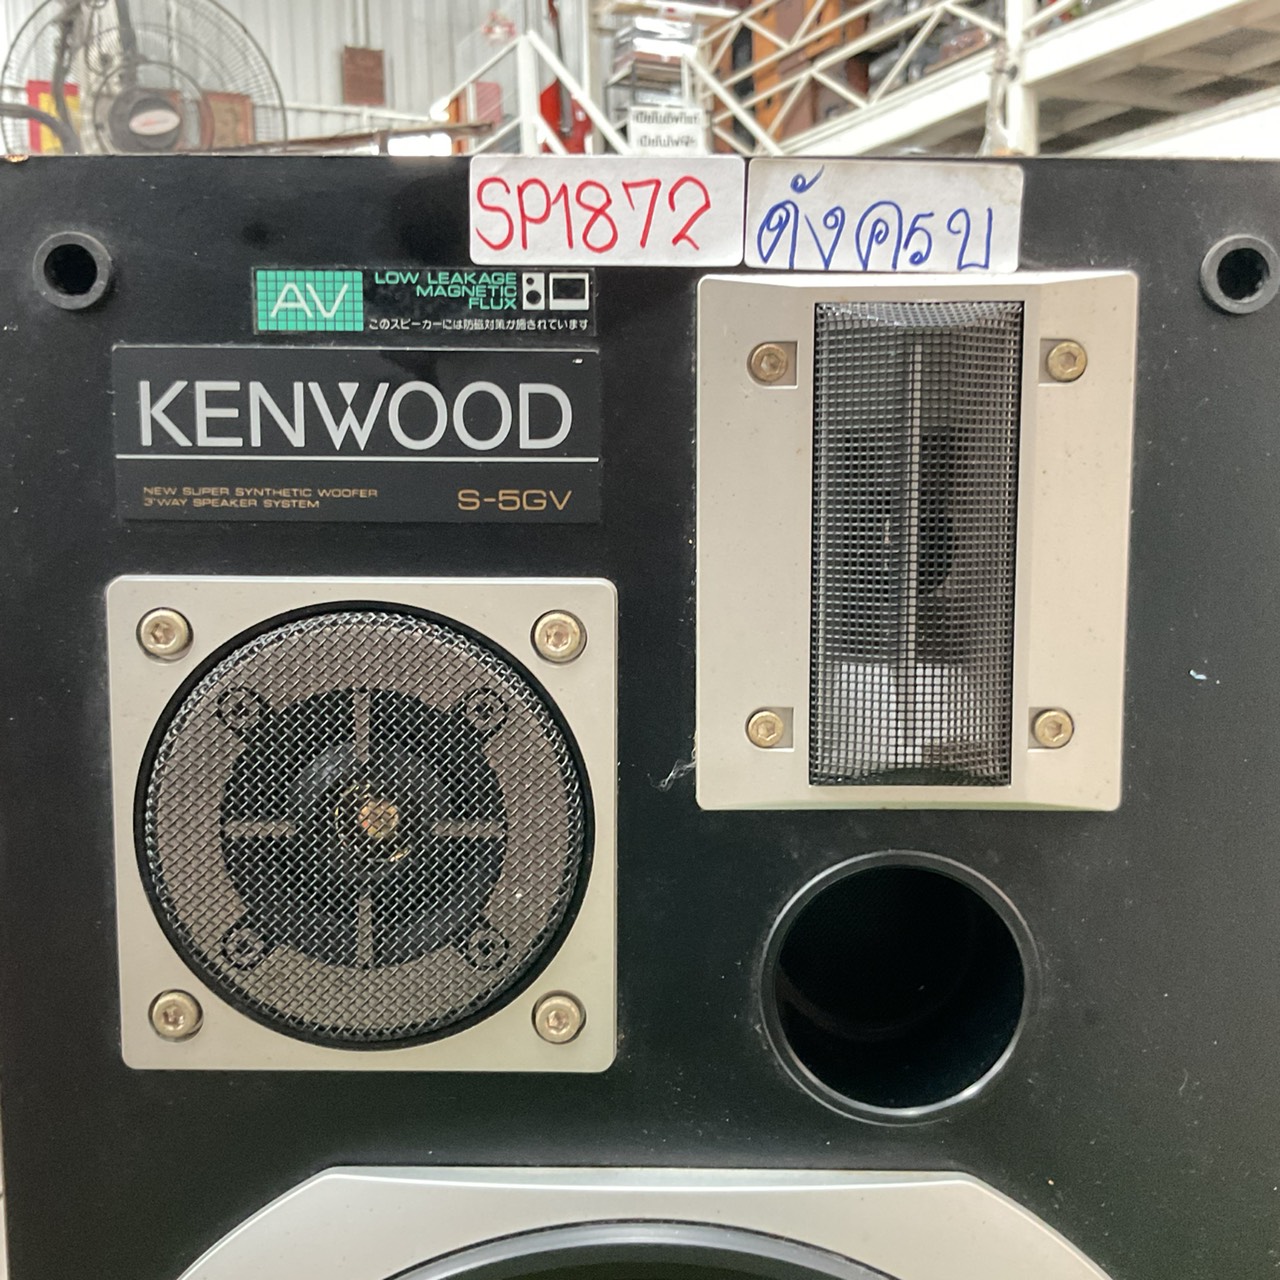 SP1872
ดังครบ
AV
LOW LEAKAGE
MAGNETIC
FLUX
このスピーカーには防磁対策が施されています
KENWOOD
NEW SUPER SYNTHETIC WOOFER
3 WAY SPEAKER SYSTEM
S-5GV